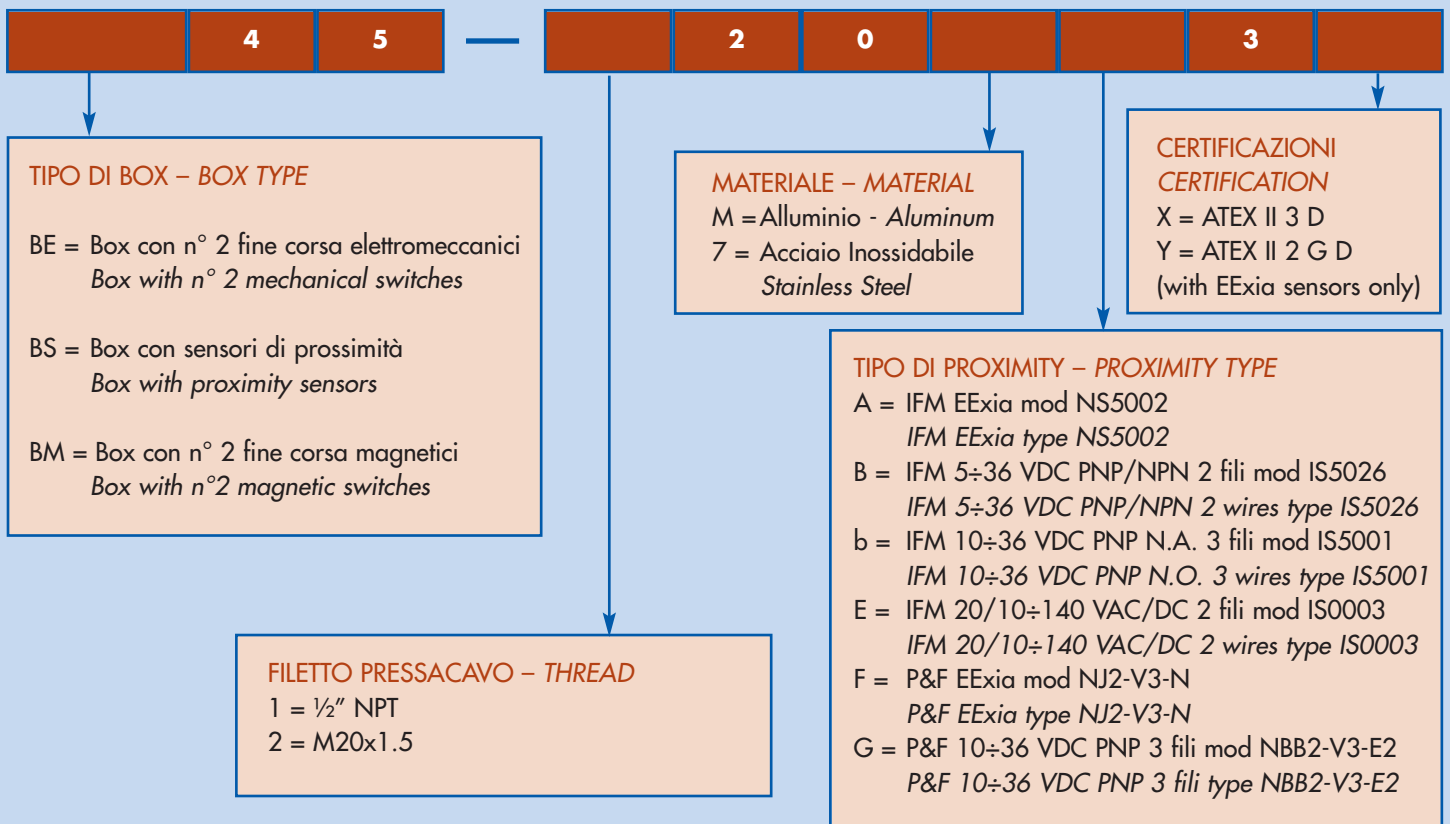 4 5 — 2 0 3
TIPO DI BOX – BOX TYPE
BE = Box con n° 2 fine corsa elettromeccanici
Box with n° 2 mechanical switches
BS = Box con sensori di prossimità
Box with proximity sensors
BM = Box con n° 2 fine corsa magnetici
Box with n°2 magnetic switches
FILETTO PRESSACAVO – THREAD
1 = ½″ NPT
2 = M20x1.5
MATERIALE – MATERIAL
M = Alluminio - Aluminum
7 = Acciaio Inossidabile
Stainless Steel
CERTIFICAZIONI
CERTIFICATION
X = ATEX II 3 D
Y = ATEX II 2 G D
(with EExia sensors only)
TIPO DI PROXIMITY – PROXIMITY TYPE
A = IFM EExia mod NS5002
IFM EExia type NS5002
B = IFM 5÷36 VDC PNP/NPN 2 fili mod IS5026
IFM 5÷36 VDC PNP/NPN 2 wires type IS5026
b = IFM 10÷36 VDC PNP N.A. 3 fili mod IS5001
IFM 10÷36 VDC PNP N.O. 3 wires type IS5001
E = IFM 20/10÷140 VAC/DC 2 fili mod IS0003
IFM 20/10÷140 VAC/DC 2 wires type IS0003
F = P&F EExia mod NJ2-V3-N
P&F EExia type NJ2-V3-N
G = P&F 10÷36 VDC PNP 3 fili mod NBB2-V3-E2
P&F 10÷36 VDC PNP 3 fili type NBB2-V3-E2